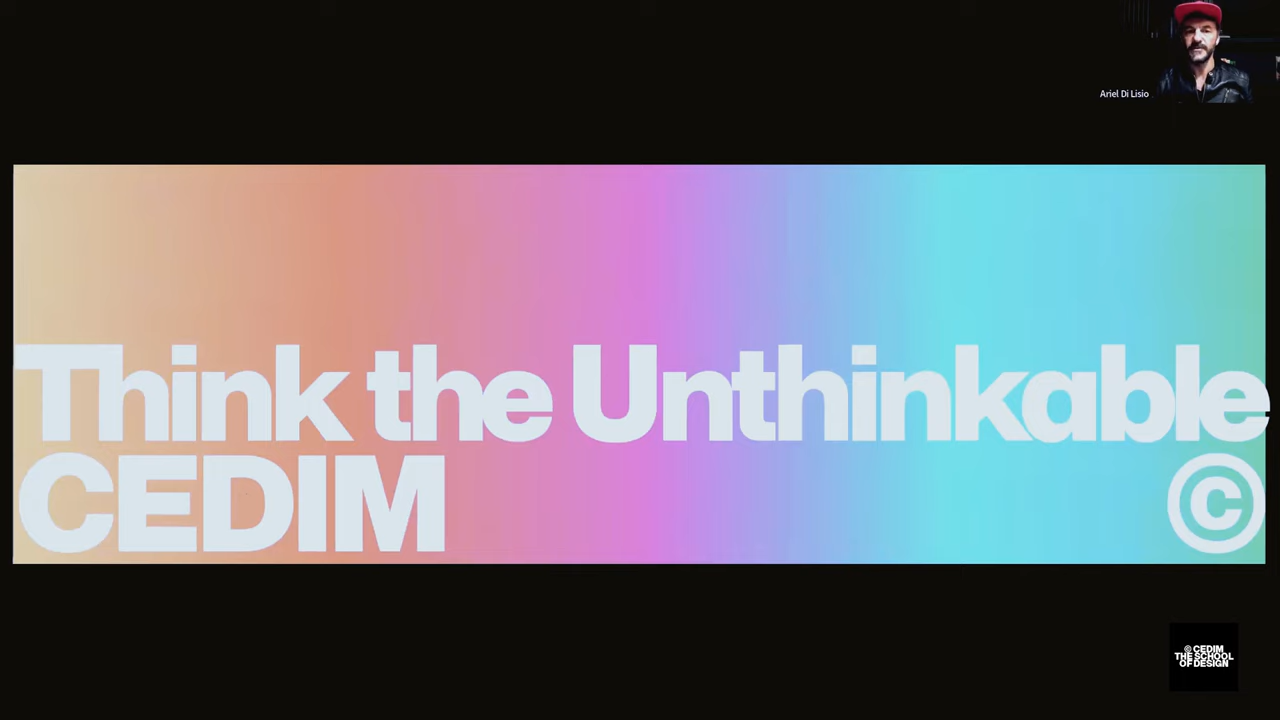 Ariel Di Lisio
Think the Unthinkable
CEDIM ©
© CEDIM
THE SCHOOL
OF DESIGN